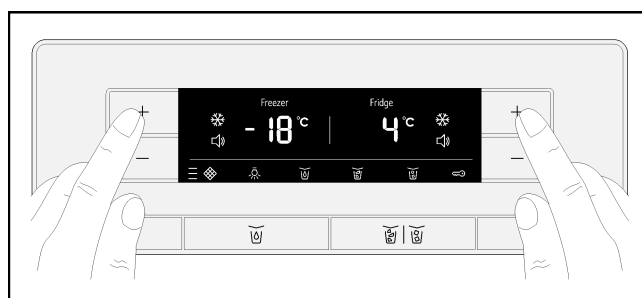 Freezer Fridge
+ - 18 °C 4 °C +
– –